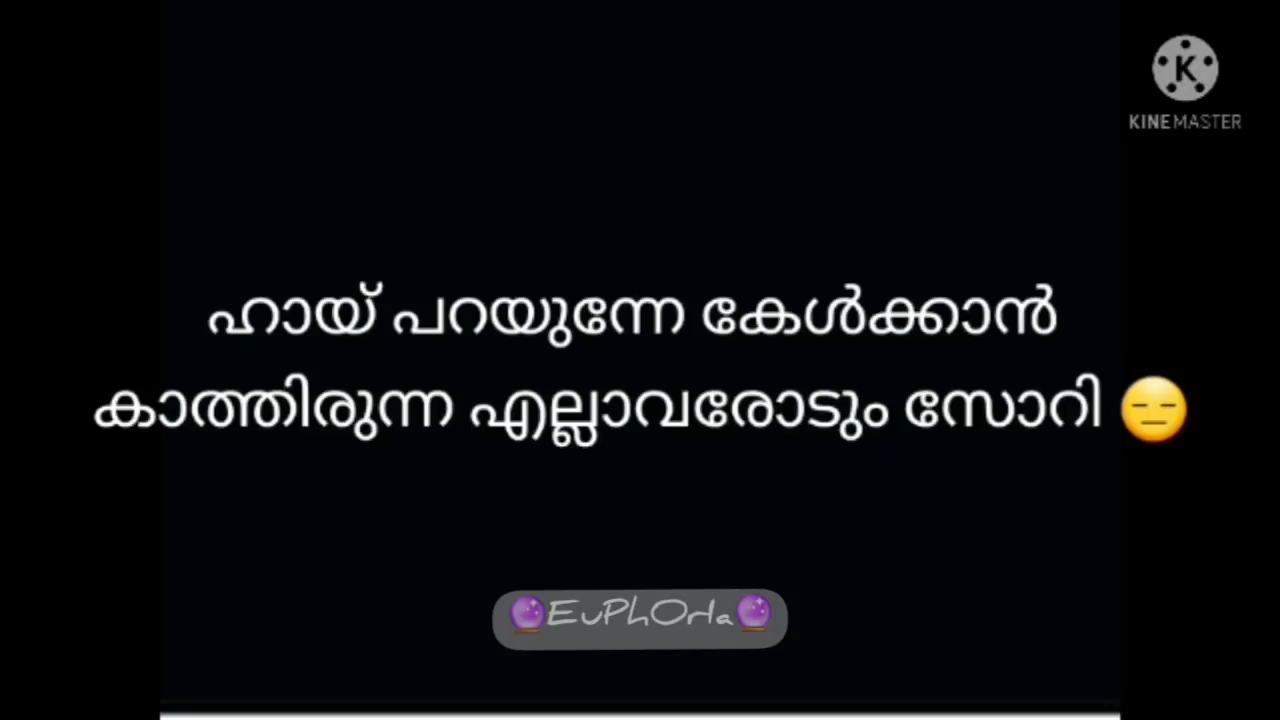 KINEMASTER
ഹായ് പറയുന്നേ കേൾക്കാൻ
കാത്തിരുന്ന എല്ലാവരോടും സോറി 😑
🔮EuPhOrIa🔮